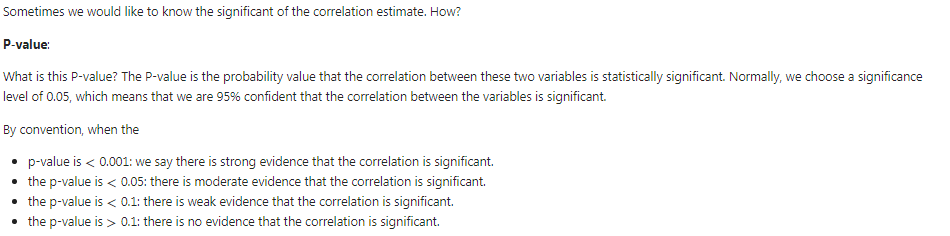 Sometimes we would like to know the significant of the correlation estimate. How?
P-value:
What is this P-value? The P-value is the probability value that the correlation between these two variables is statistically significant. Normally, we choose a significance
level of 0.05, which means that we are 95% confident that the correlation between the variables is significant.
By convention, when the
• p-value is < 0.001: we say there is strong evidence that the correlation is significant.
• the p-value is < 0.05: there is moderate evidence that the correlation is significant.
• the p-value is < 0.1: there is weak evidence that the correlation is significant.
• the p-value is > 0.1: there is no evidence that the correlation is significant.